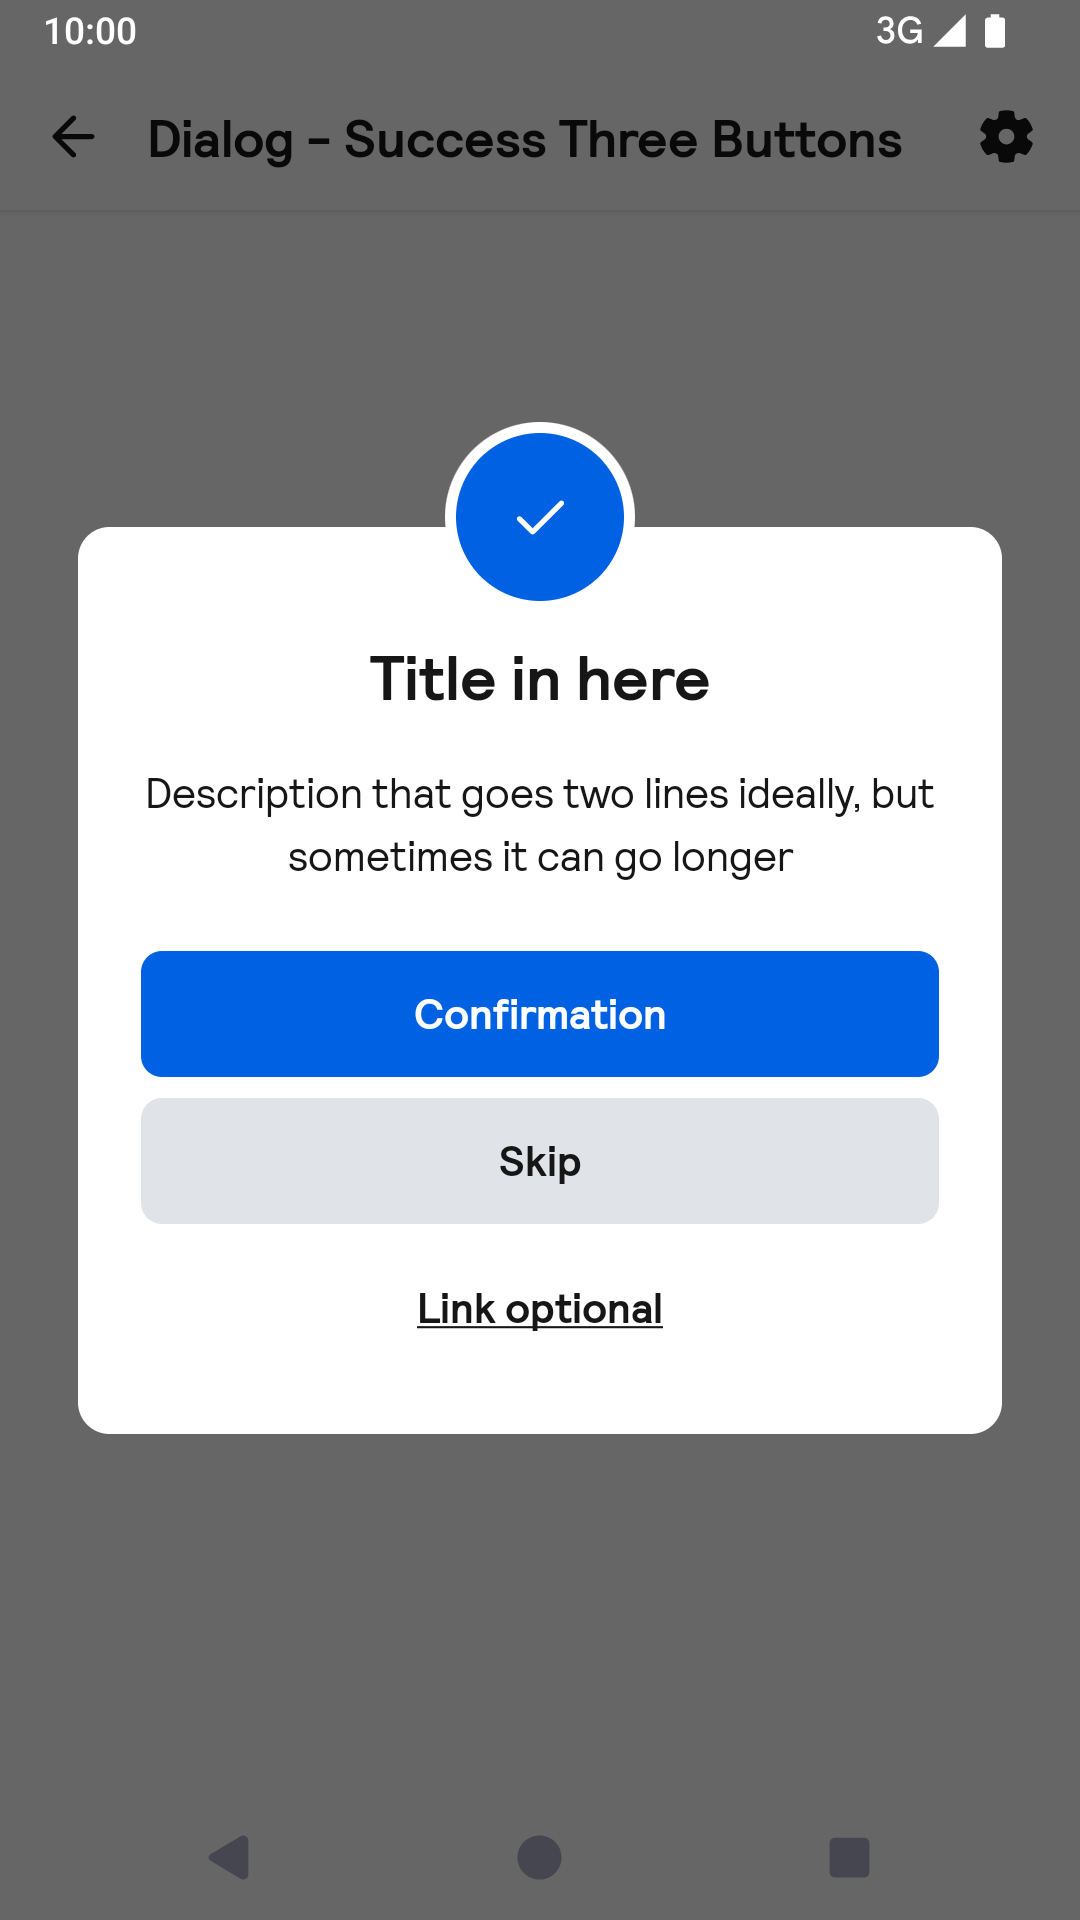 10:00
3G
Dialog - Success Three Buttons
Title in here
Description that goes two lines ideally, but
sometimes it can go longer
Confirmation
Skip
Link optional